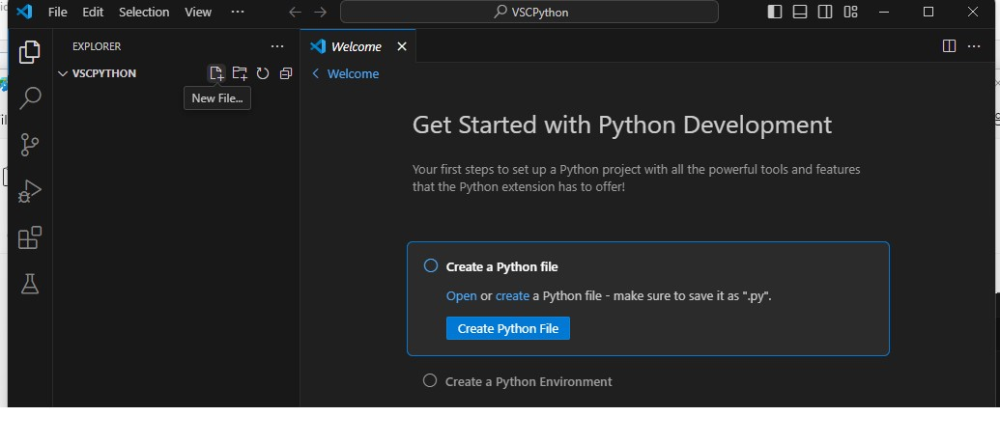 File Edit Selection View ··· VSCPython
EXPLORER ···
Welcome
VSCPYTHON
Welcome
New File...
Get Started with Python Development
Your first steps to set up a Python project with all the powerful tools and features
that the Python extension has to offer!
Create a Python file
Open or create a Python file - make sure to save it as ".py".
Create Python File
Create a Python Environment